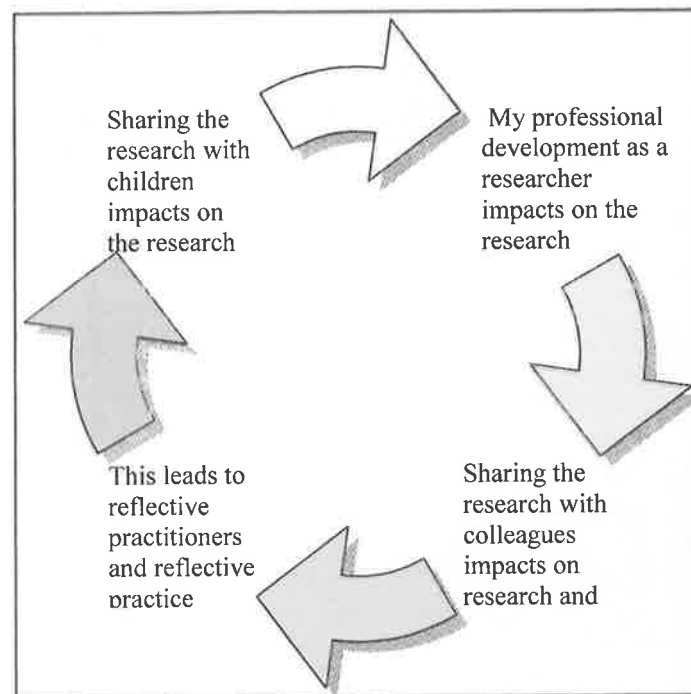 Sharing the
research with
children
impacts on
the research
My professional
development as a
researcher
impacts on the
research
Sharing the
research with
colleagues
impacts on
research and
This leads to
reflective
practitioners
and reflective
practice